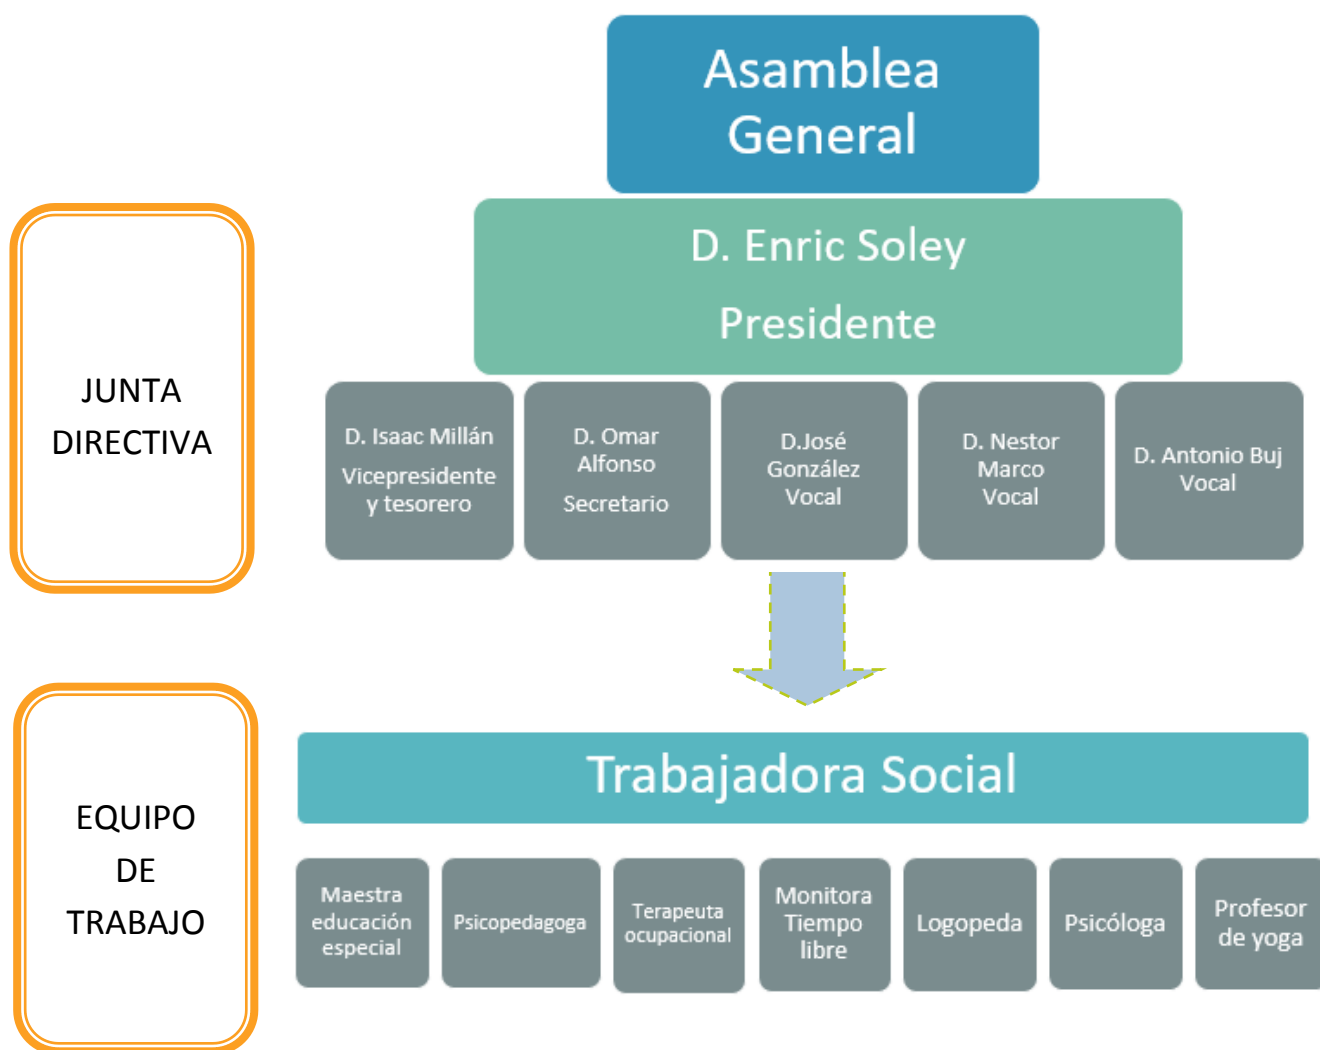 Asamblea
General
D. Enric Soley
Presidente
JUNTA
DIRECTIVA
D. Isaac Millán
Vicepresidente
y tesorero
D. Omar
Alfonso
Secretario
D.José
González
Vocal
D. Nestor
Marco
Vocal
D. Antonio Buj
Vocal
EQUIPO
DE
TRABAJO
Trabajadora Social
Maestra
educación
especial
Psicopedagoga
Terapeuta
ocupacional
Monitora
Tiempo
libre
Logopeda
Psicóloga
Profesor
de yoga